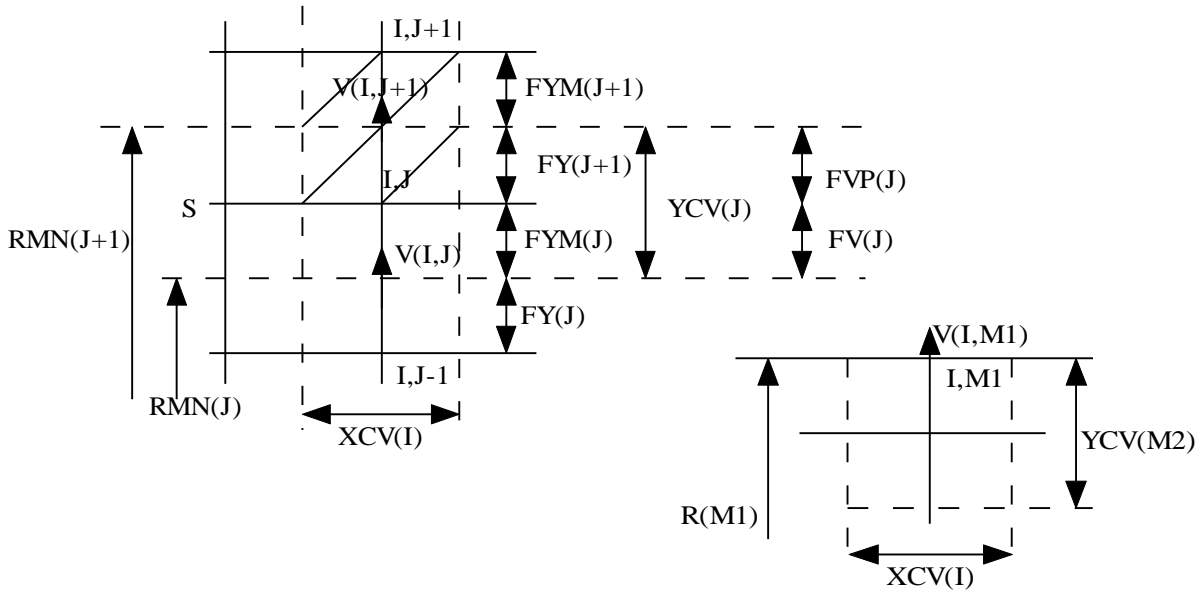 I,J+1
FYM(J+1)
V(I,J+1)
FY(J+1)
FVP(J)
I,J
S
YCV(J)
RMN(J+1)
FYM(J)
FV(J)
V(I,J)
FY(J)
I,J-1
RMN(J)
XCV(I)
V(I,M1)
I,M1
YCV(M2)
R(M1)
XCV(I)